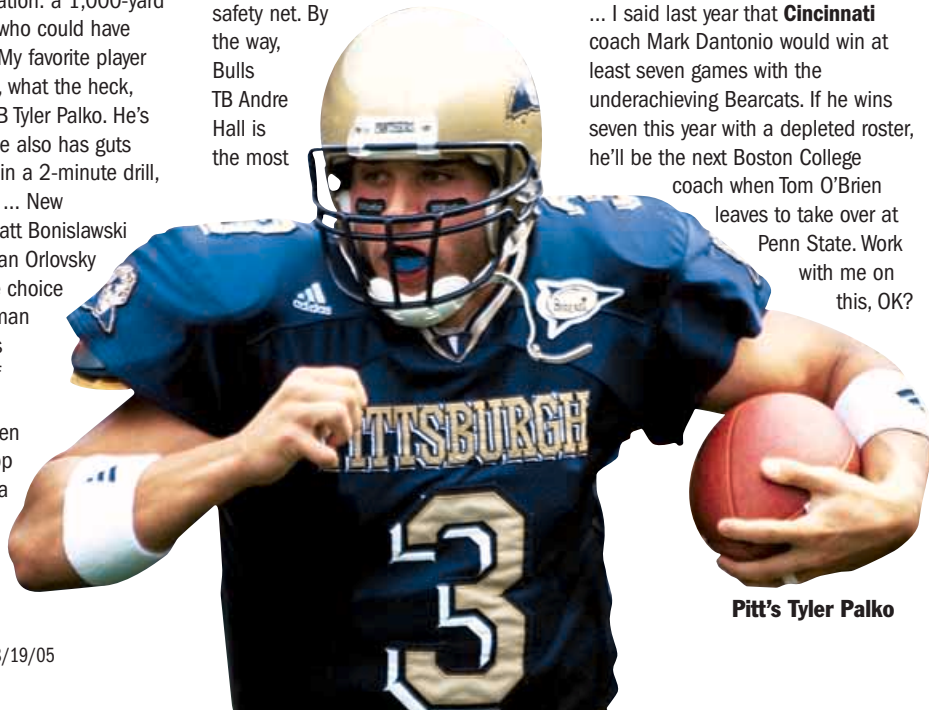 ation: a 1,000-yard
who could have
My favorite player
, what the heck,
B Tyler Palko. He's
e also has guts
in a 2-minute drill,
... New
att Bonislawski
an Orlovsky
choice
man
s
en
op
a
/19/05
safety net. By
the way,
Bulls
TB Andre
Hall is
the most
... I said last year that Cincinnati
coach Mark Dantonio would win at
least seven games with the
underachieving Bearcats. If he wins
seven this year with a depleted roster,
he'll be the next Boston College
coach when Tom O'Brien
leaves to take over at
Penn State. Work
with me on
this, OK?
PANTHERS
adidas
BIG EAST
PITTSBURGH
3
Pitt's Tyler Palko